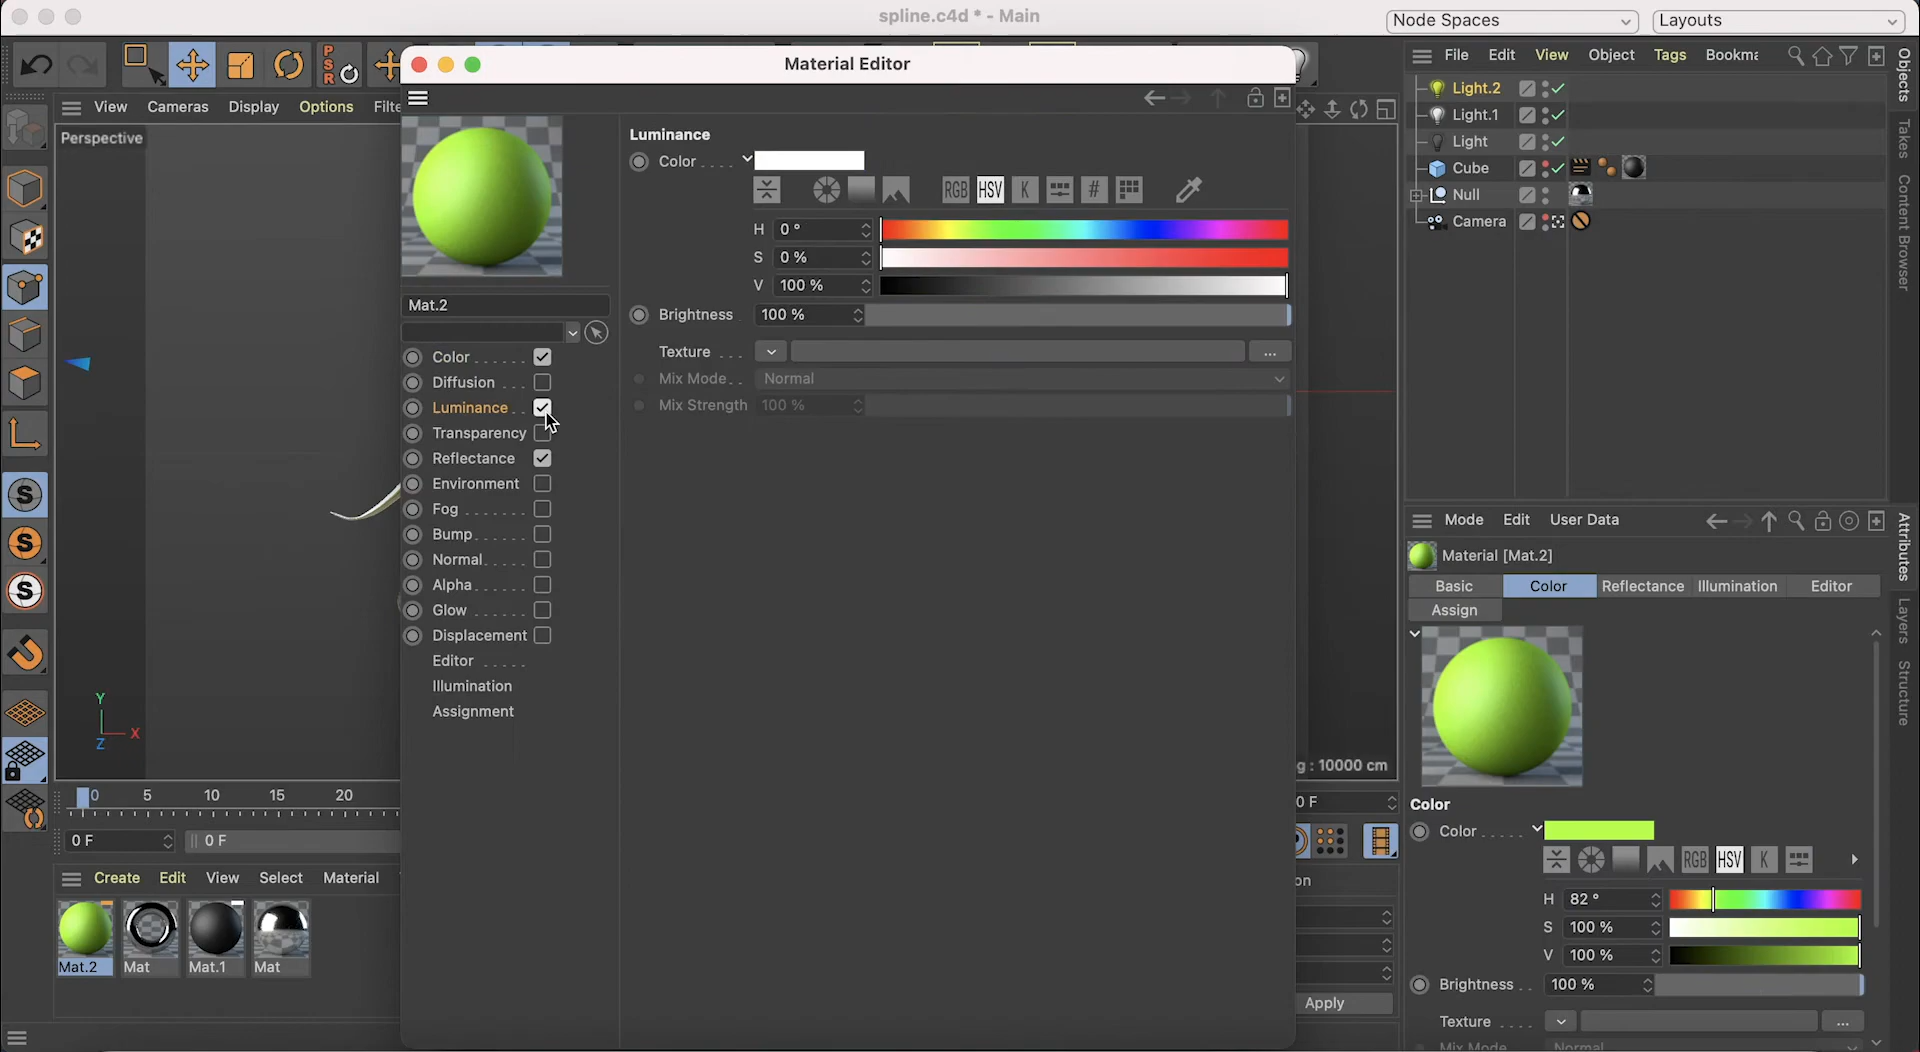 spline.c4d * - Main
Node Spaces
Layouts
P
S
R
Material Editor
File Edit View Object Tags
Objects
Takes
Content Browser
View Cameras Display Options
Perspective
Luminance
Color
RGB HSV K #
H 0 °
S 0 %
V 100 %
Brightness 100 %
Texture ...
Mix Mode Normal
Mix Strength 100 %
Mat.2
Color
Diffusion
Luminance
Transparency
Reflectance
Environment
Fog
Bump
Normal
Alpha
Glow
Displacement
Editor
Illumination
Assignment
Light.2
Light.1
Light
Cube
Null
Camera
S
S
S
Y
X
Z
g : 10000 cm
0 5 10 15 20
0 F 0 F
0 F
Create Edit View Select Material
Mat.2 Mat Mat.1 Mat
on
Apply
Mode Edit User Data
Attributes
Layers
Structure
Material [Mat.2]
Basic Color Reflectance Illumination Editor
Assign
Color
Color
RGB HSV K
H 82 °
S 100 %
V 100 %
Brightness 100 %
Texture ...
Mix Mode Normal